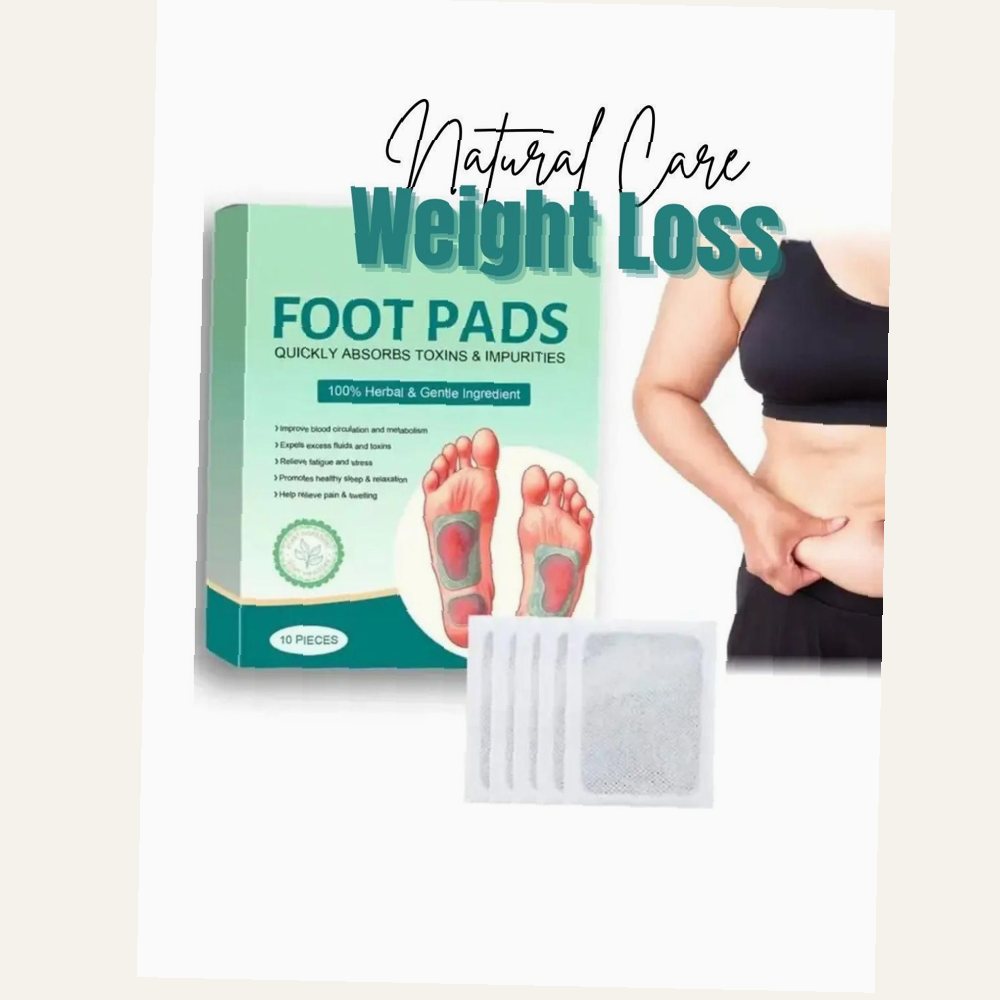 Natural Care
Weight Loss
FOOT PADS
QUICKLY ABSORBS TOXINS & IMPURITIES
100% Herbal & Gentle Ingredient
› Improve blood circulation and metabolism
› Expels excess fluids and toxins
› Relieve fatigue and stress
› Promotes healthy sleep & relaxation
› Help relieve pain & swelling
10 PIECES